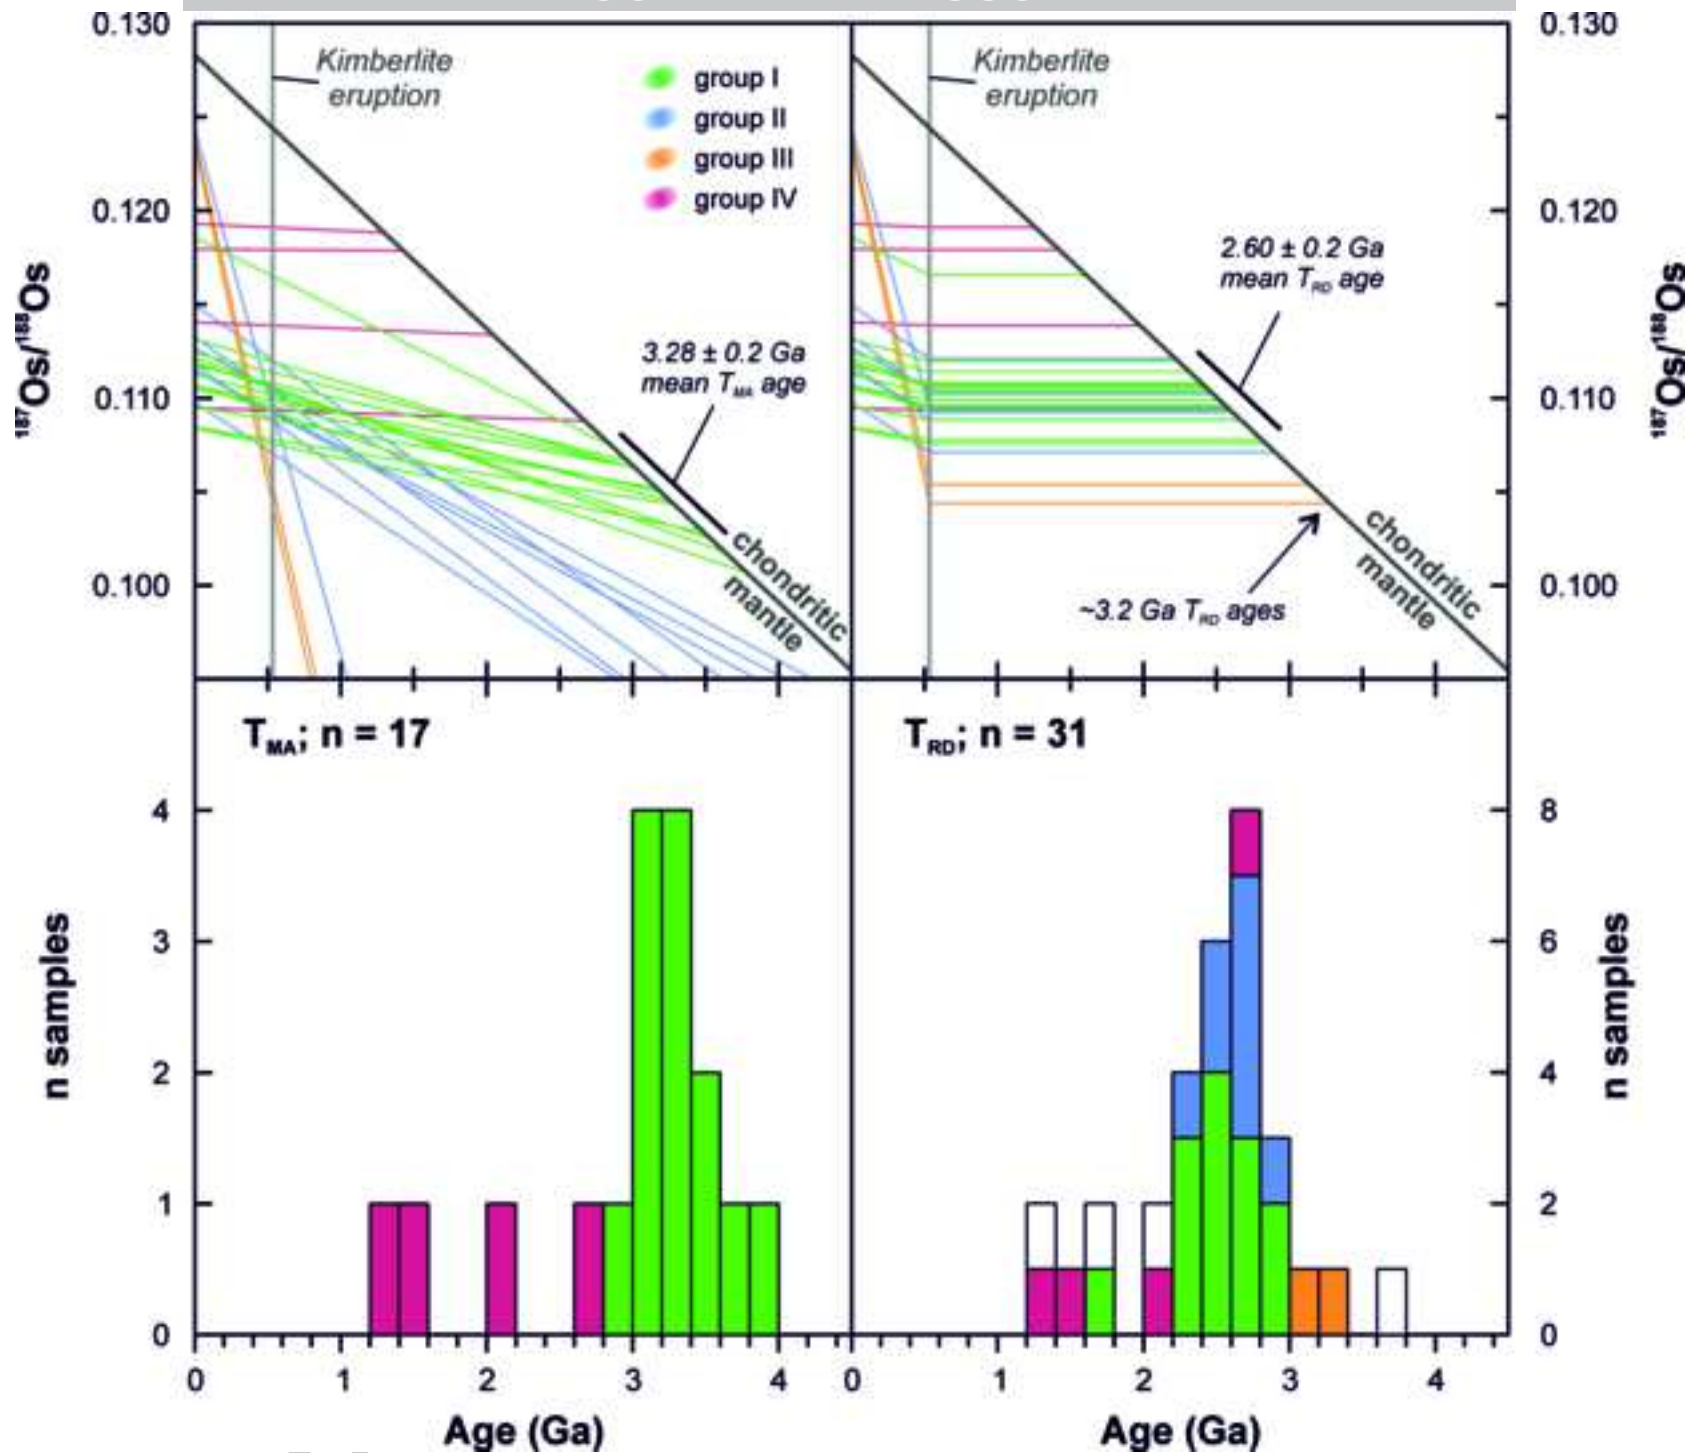 0.130
0.120
0.110
0.100
187Os/188Os
Kimberlite
eruption
group I
group II
group III
group IV
3.28 ± 0.2 Ga
mean TMA age
chondritic
mantle
Kimberlite
eruption
2.60 ± 0.2 Ga
mean TRD age
~3.2 Ga TRD ages
chondritic
mantle
0.130
0.120
0.110
0.100
187Os/188Os
TMA; n = 17
4
3
2
1
0
n samples
0 1 2 3 4
Age (Ga)
TRD; n = 31
8
6
4
2
0
n samples
0 1 2 3 4
Age (Ga)